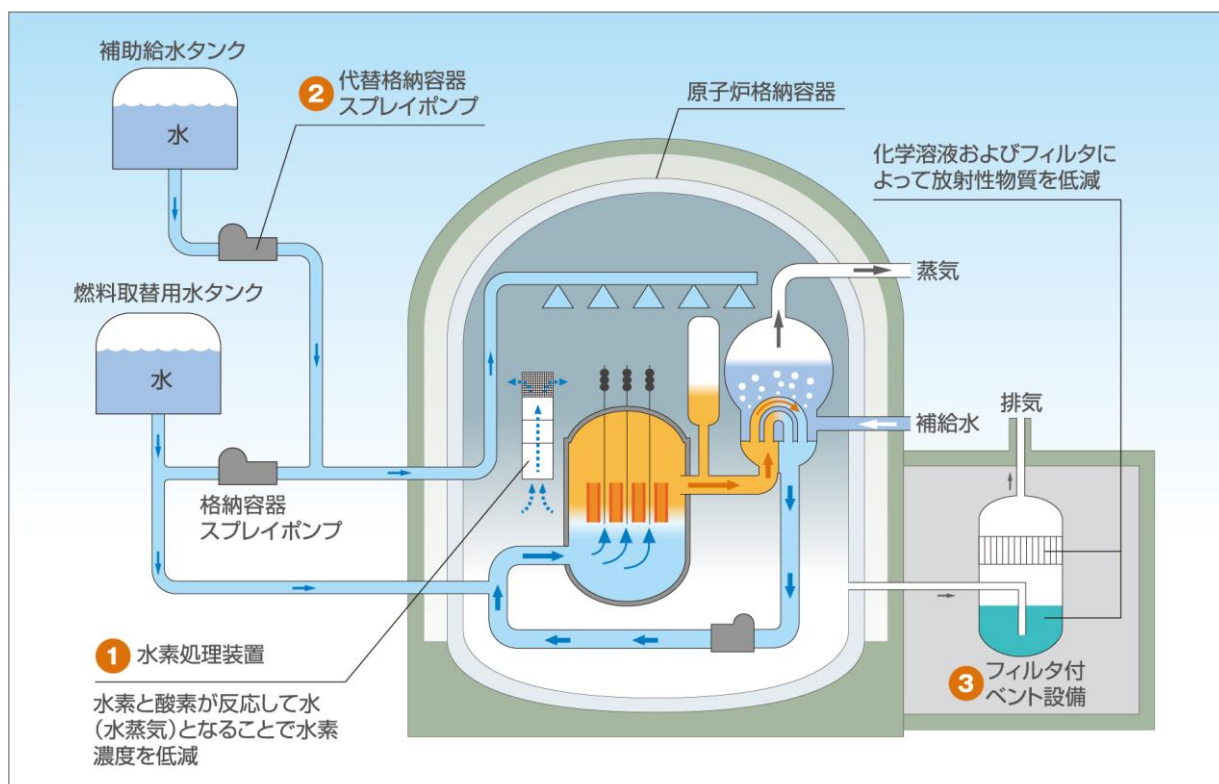 補助給水タンク
水
2 代替格納容器
スプレイポンプ
原子炉格納容器
化学溶液およびフィルタに
よって放射性物質を低減
蒸気
燃料取替用水タンク
水
排気
補給水
格納容器
スプレイポンプ
1 水素処理装置
水素と酸素が反応して水
(水蒸気)となることで水素
濃度を低減
3 フィルタ付
ベント設備